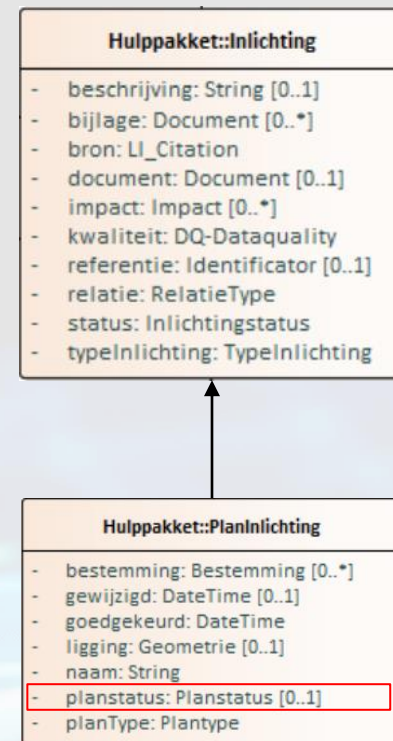 Hulppakket::Inlichting
- beschrijving: String [0..1]
- bijlage: Document [0..*]
- bron: LI_Citation
- document: Document [0..1]
- impact: Impact [0..*]
- kwaliteit: DQ-Dataquality
- referentie: Identificator [0..1]
- relatie: RelatieType
- status: Inlichtingstatus
- typeInlichting: TypeInlichting
Hulppakket::PlanInlichting
- bestemming: Bestemming [0..*]
- gewijzigd: DateTime [0..1]
- goedgekeurd: DateTime
- ligging: Geometrie [0..1]
- naam: String
- planstatus: Planstatus [0..1]
- planType: Plantype